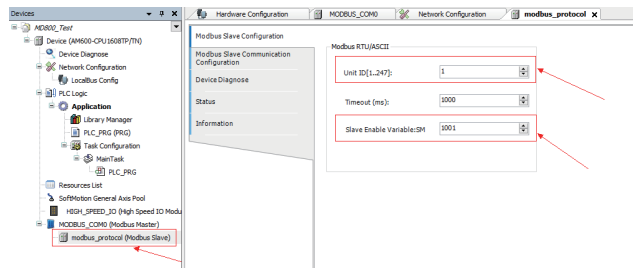 Devices
MD800_Test
Device (AM600-CPU1608TP/TN)
Device Diagnose
Network Configuration
LocalBus Config
PLC Logic
Application
Library Manager
PLC_PRG (PRG)
Task Configuration
MainTask
PLC_PRG
Resources List
SoftMotion General Axis Pool
HIGH_SPEED_IO (High Speed IO Modu
MODBUS_COM0 (Modbus Master)
modbus_protocol (Modbus Slave)
Hardware Configuration
MODBUS_COM0
Network Configuration
modbus_protocol x
Modbus Slave Configuration
Modbus Slave Communication
Configuration
Device Diagnose
Status
Information
Modbus RTU/ASCII
Unit ID[1..247]: 1
Timeout (ms): 1000
Slave Enable Variable:SM 1001